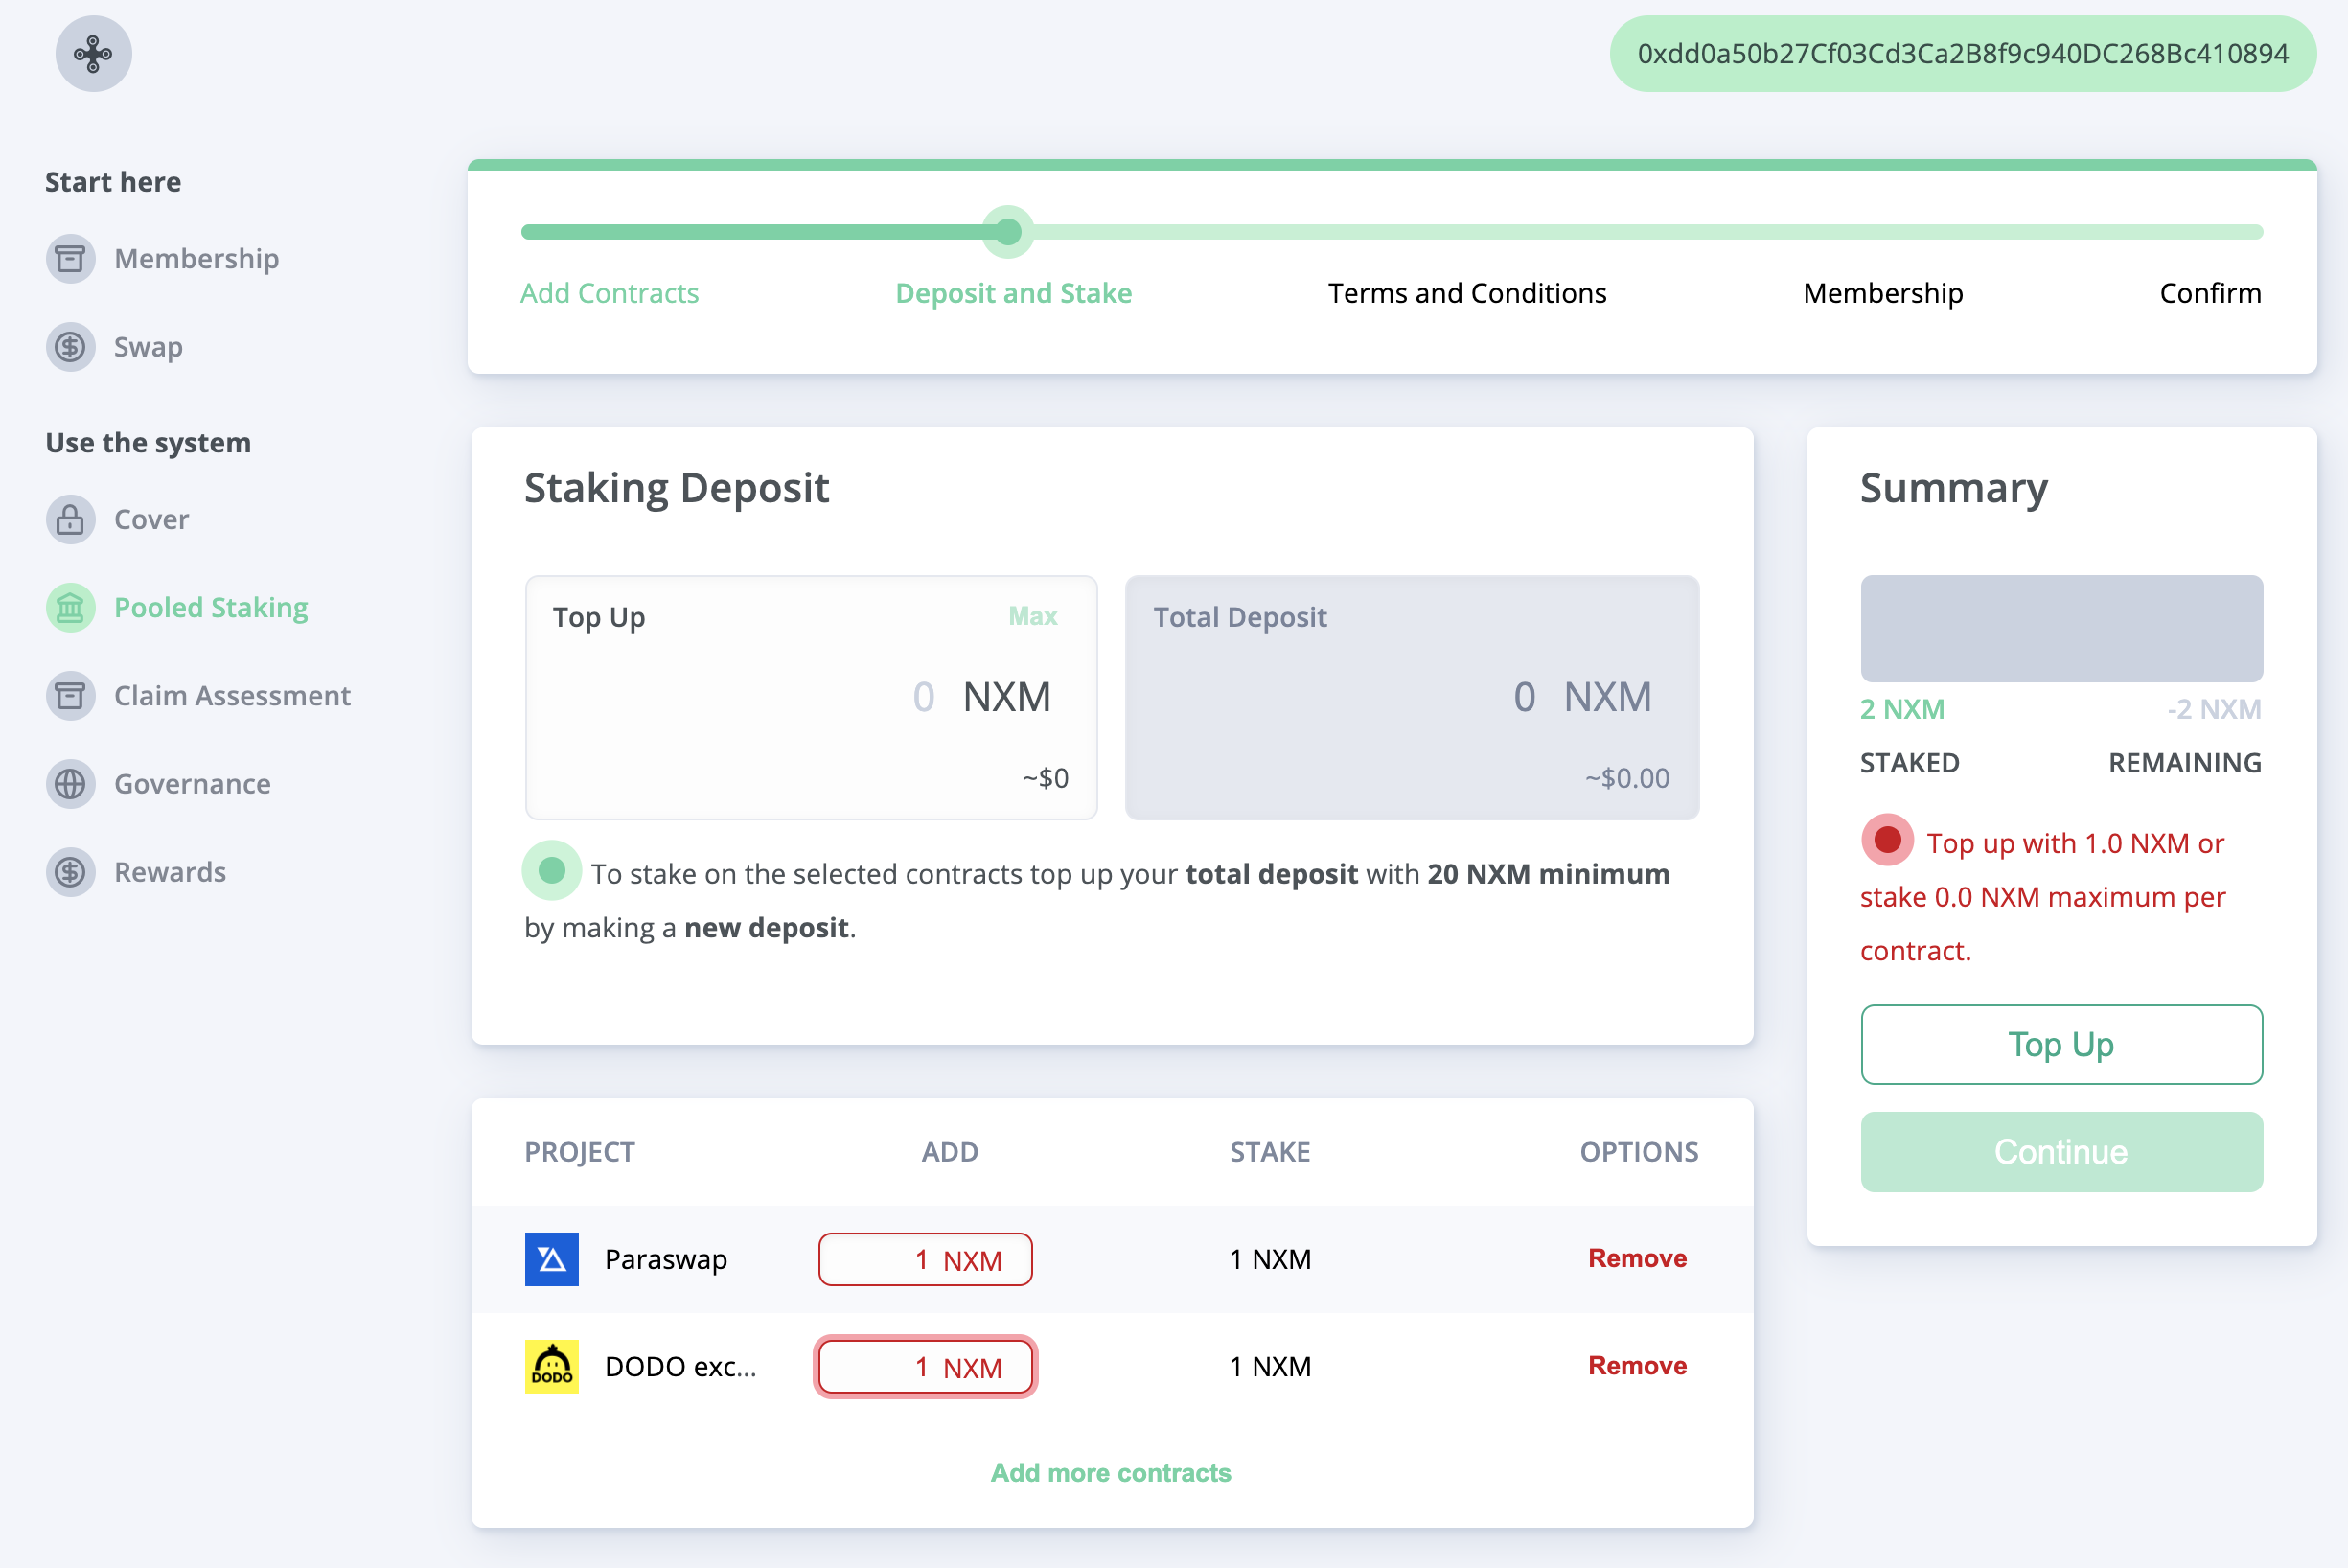 0xdd0a50b27Cf03Cd3Ca2B8f9c940DC268Bc410894
Start here
Membership
Swap
Use the system
Cover
Pooled Staking
Claim Assessment
Governance
Rewards
Add Contracts
Deposit and Stake
Terms and Conditions
Membership
Confirm
Staking Deposit
Top Up
Max
0 NXM
~$0
Total Deposit
0 NXM
~$0.00
To stake on the selected contracts top up your total deposit with 20 NXM minimum
by making a new deposit.
PROJECT ADD STAKE OPTIONS
Paraswap 1 NXM 1 NXM Remove
DODO DODO exc... 1 NXM 1 NXM Remove
Add more contracts
Summary
2 NXM -2 NXM
STAKED REMAINING
Top up with 1.0 NXM or
stake 0.0 NXM maximum per
contract.
Top Up
Continue